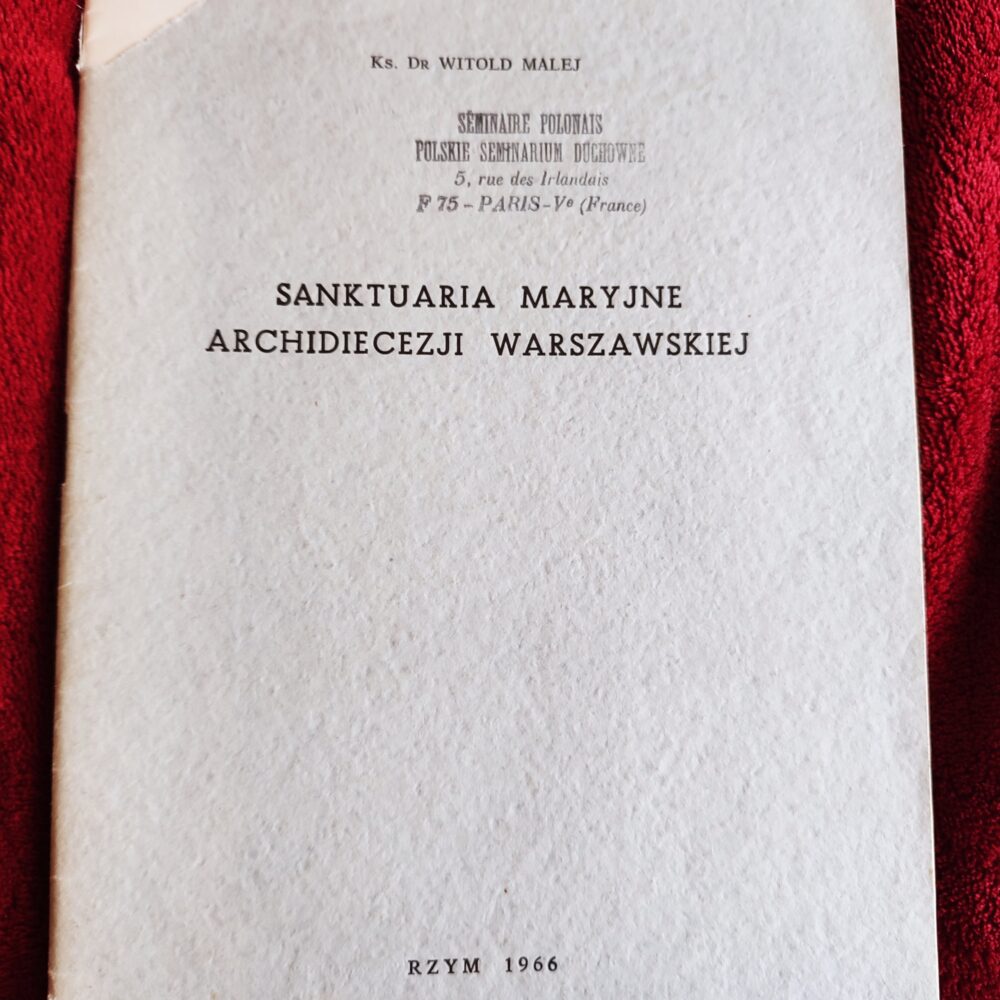 Ks. Dr WITOLD MALEJ
SÉMINAIRE POLONAIS
POLSKIE SEMINARIUM DUCHOWNE
5, rue des Irlandais
F 75 - PARIS-Vᵉ (France)
SANKTUARIA MARYJNE
ARCHIDIECEZJI WARSZAWSKIEJ
RZYM 1966